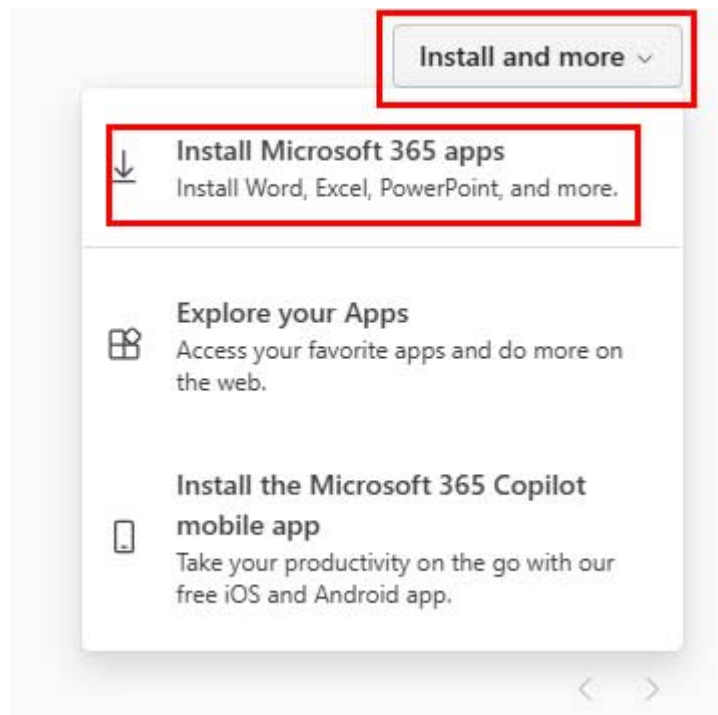 Install and more
Install Microsoft 365 apps
Install Word, Excel, PowerPoint, and more.
Explore your Apps
Access your favorite apps and do more on
the web.
Install the Microsoft 365 Copilot
mobile app
Take your productivity on the go with our
free iOS and Android app.